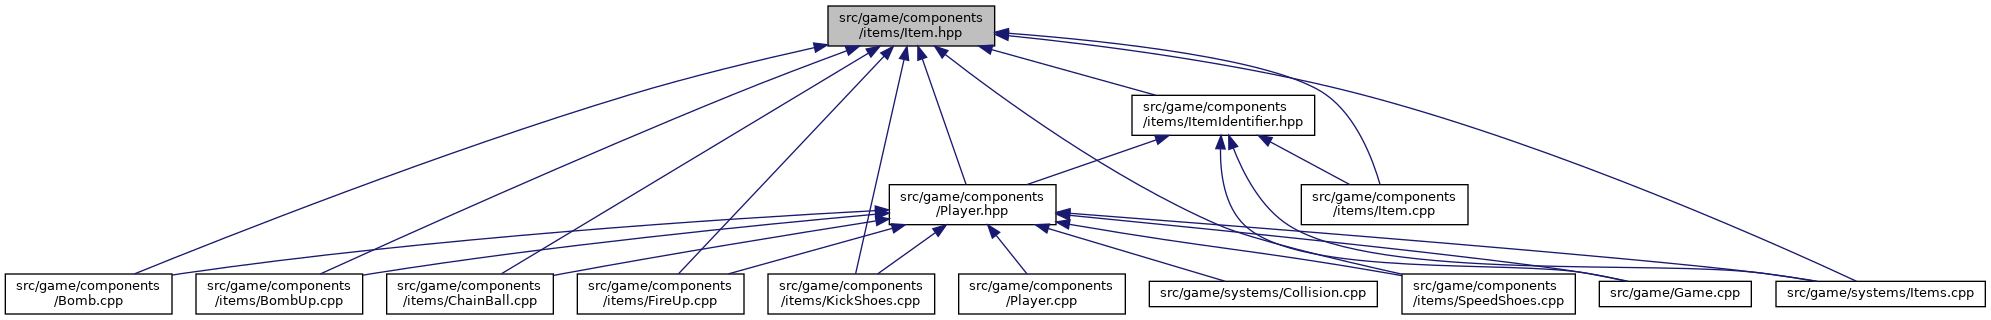 src/game/components
/items/Item.hpp
src/game/components
/items/ItemIdentifier.hpp
src/game/components
/Player.hpp
src/game/components
/items/Item.cpp
src/game/components
/Bomb.cpp
src/game/components
/items/BombUp.cpp
src/game/components
/items/ChainBall.cpp
src/game/components
/items/FireUp.cpp
src/game/components
/items/KickShoes.cpp
src/game/components
/Player.cpp
src/game/systems/Collision.cpp
src/game/components
/items/SpeedShoes.cpp
src/game/Game.cpp
src/game/systems/Items.cpp